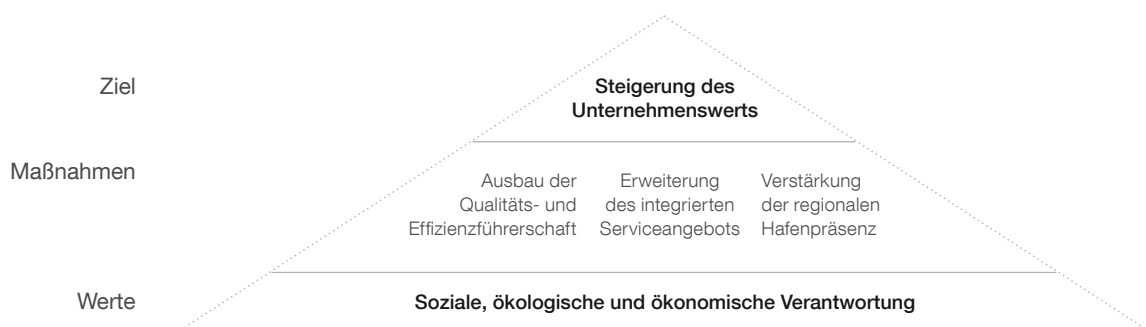 Ziel
Steigerung des
Unternehmenswerts
Maßnahmen
Ausbau der
Qualitäts- und
Effizienzführerschaft
Erweiterung
des integrierten
Serviceangebots
Verstärkung
der regionalen
Hafenpräsenz
Werte
Soziale, ökologische und ökonomische Verantwortung